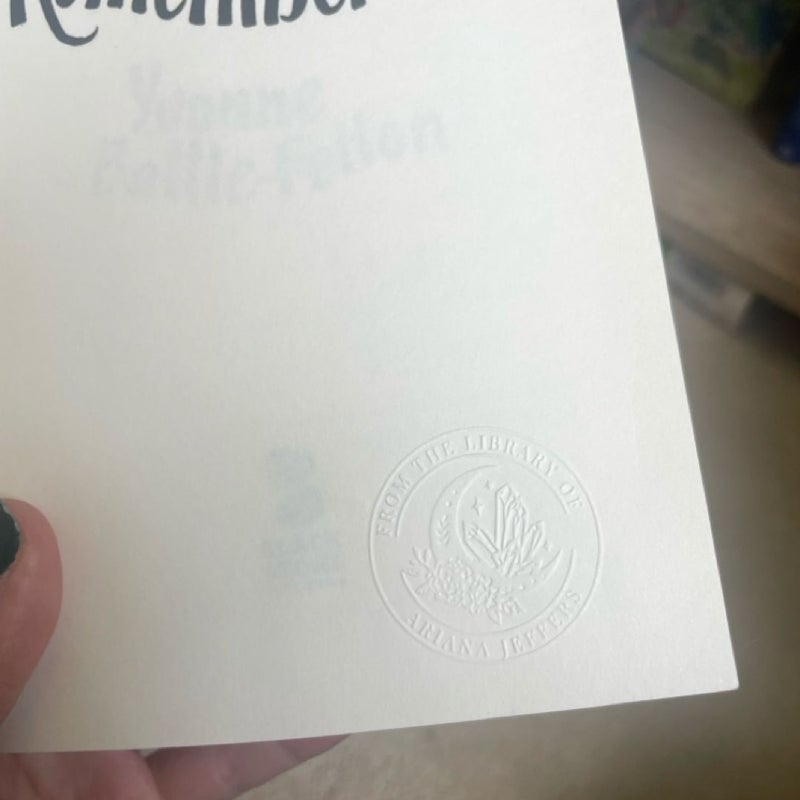 Remember
Yvonne
Battle-Felton
FROM THE LIBRARY OF
ARIANA JEFFERS